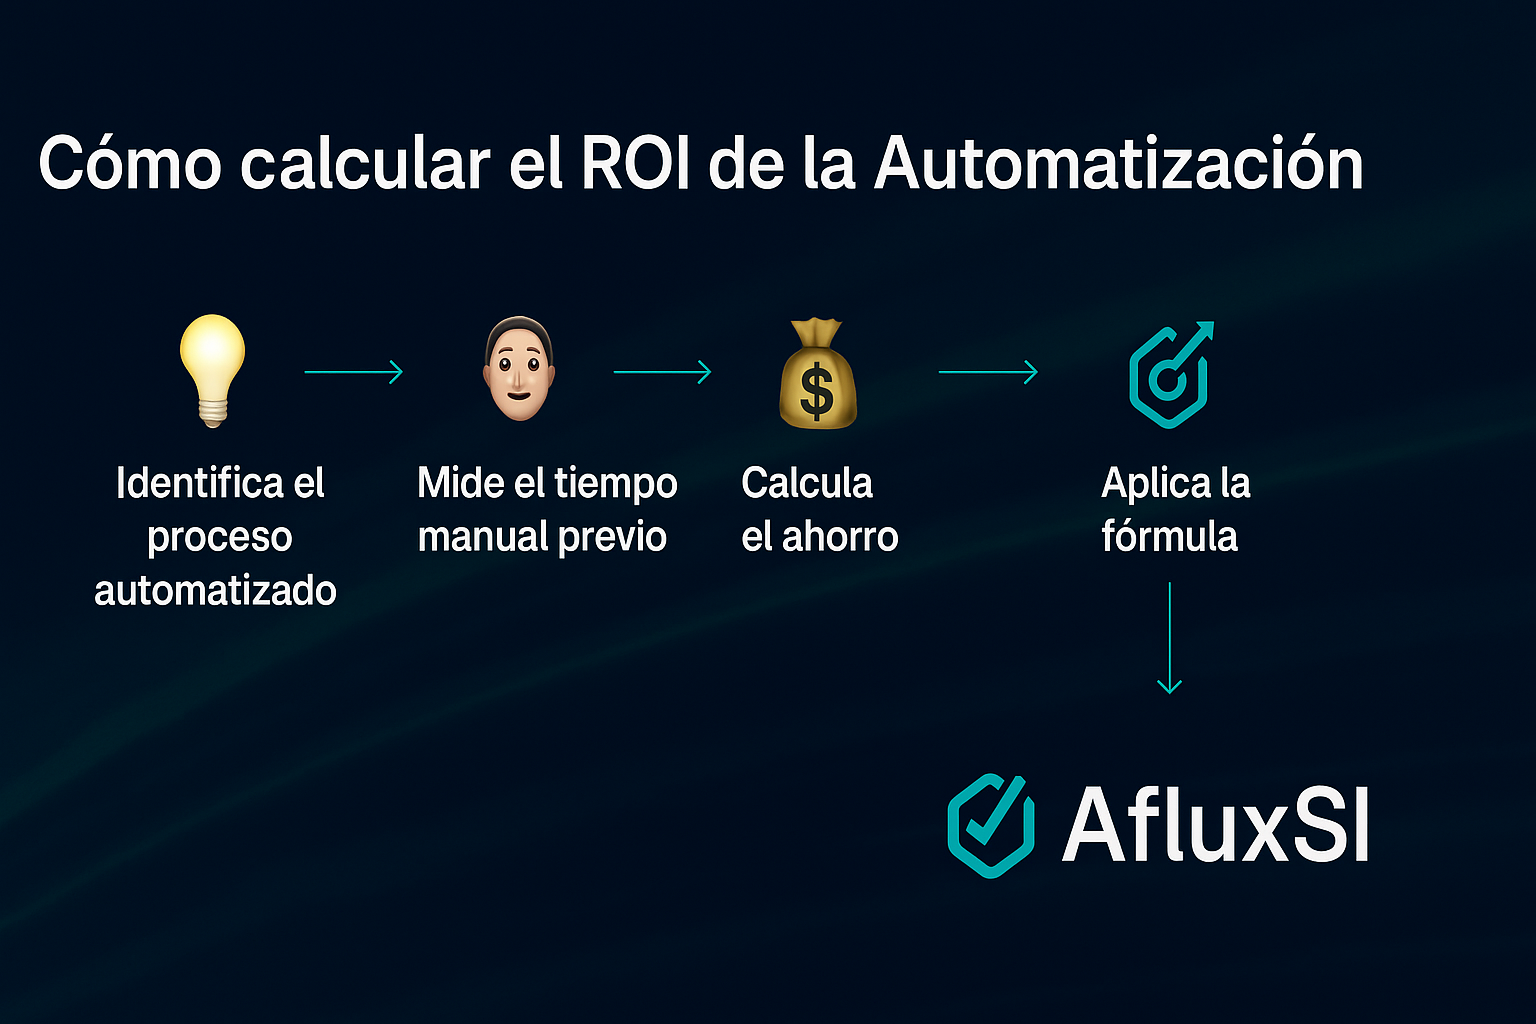 Cómo calcular el ROI de la Automatización
Identifica el
proceso
automatizado
Mide el tiempo
manual previo
$
Calcula
el ahorro
Aplica la
fórmula
AfluxSI